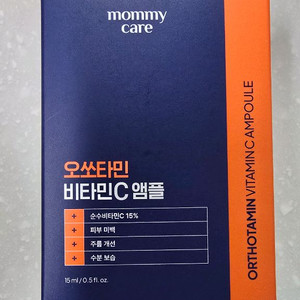 mommy
care
오쏘타민
비타민C 앰플
+ 순수비타민C 15%
+ 피부 미백
+ 주름 개선
+ 수분 보습
15 ml / 0.5 fl. oz.
ORTHOTAMIN VITAMIN C AMPOULE